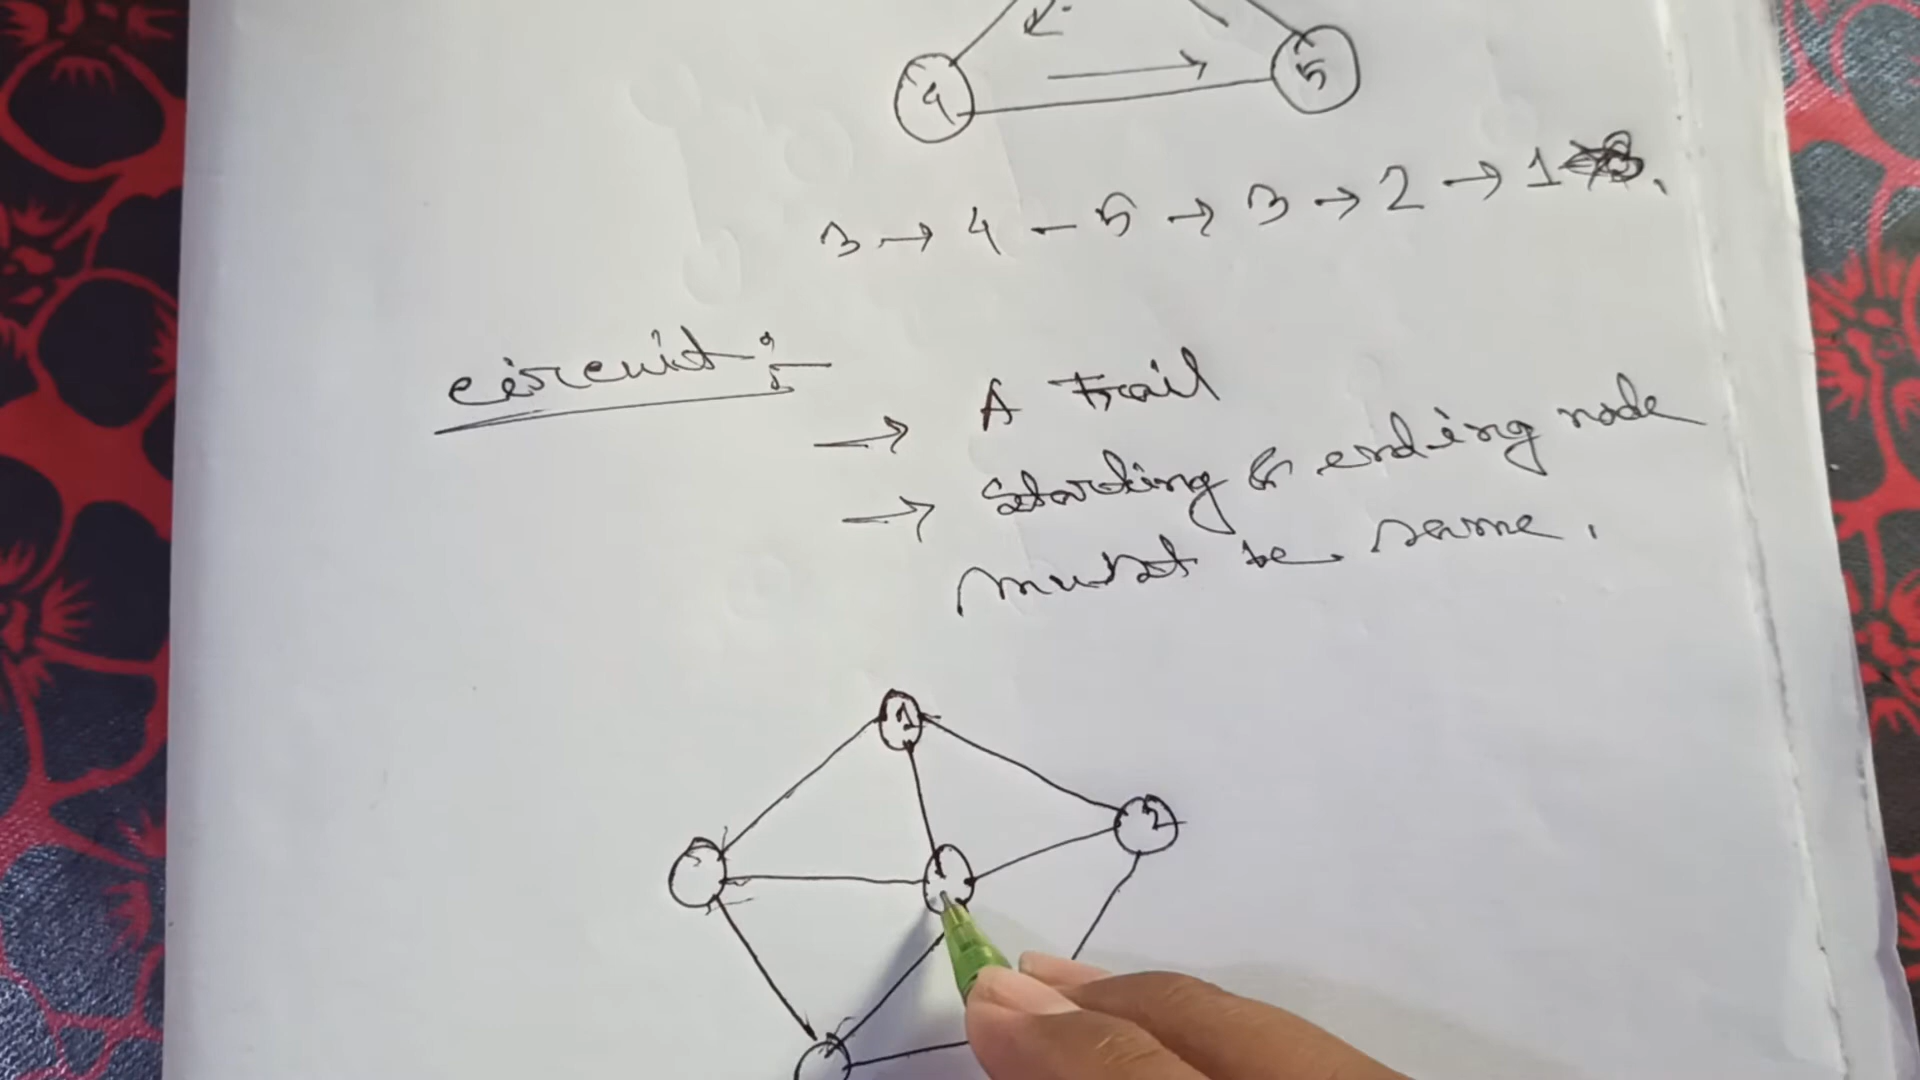 4 5
3 → 4 – 5 → 3 → 2 → 1
circuit :-
→ A Trail
→ Starting & ending node
must be same.
1
2